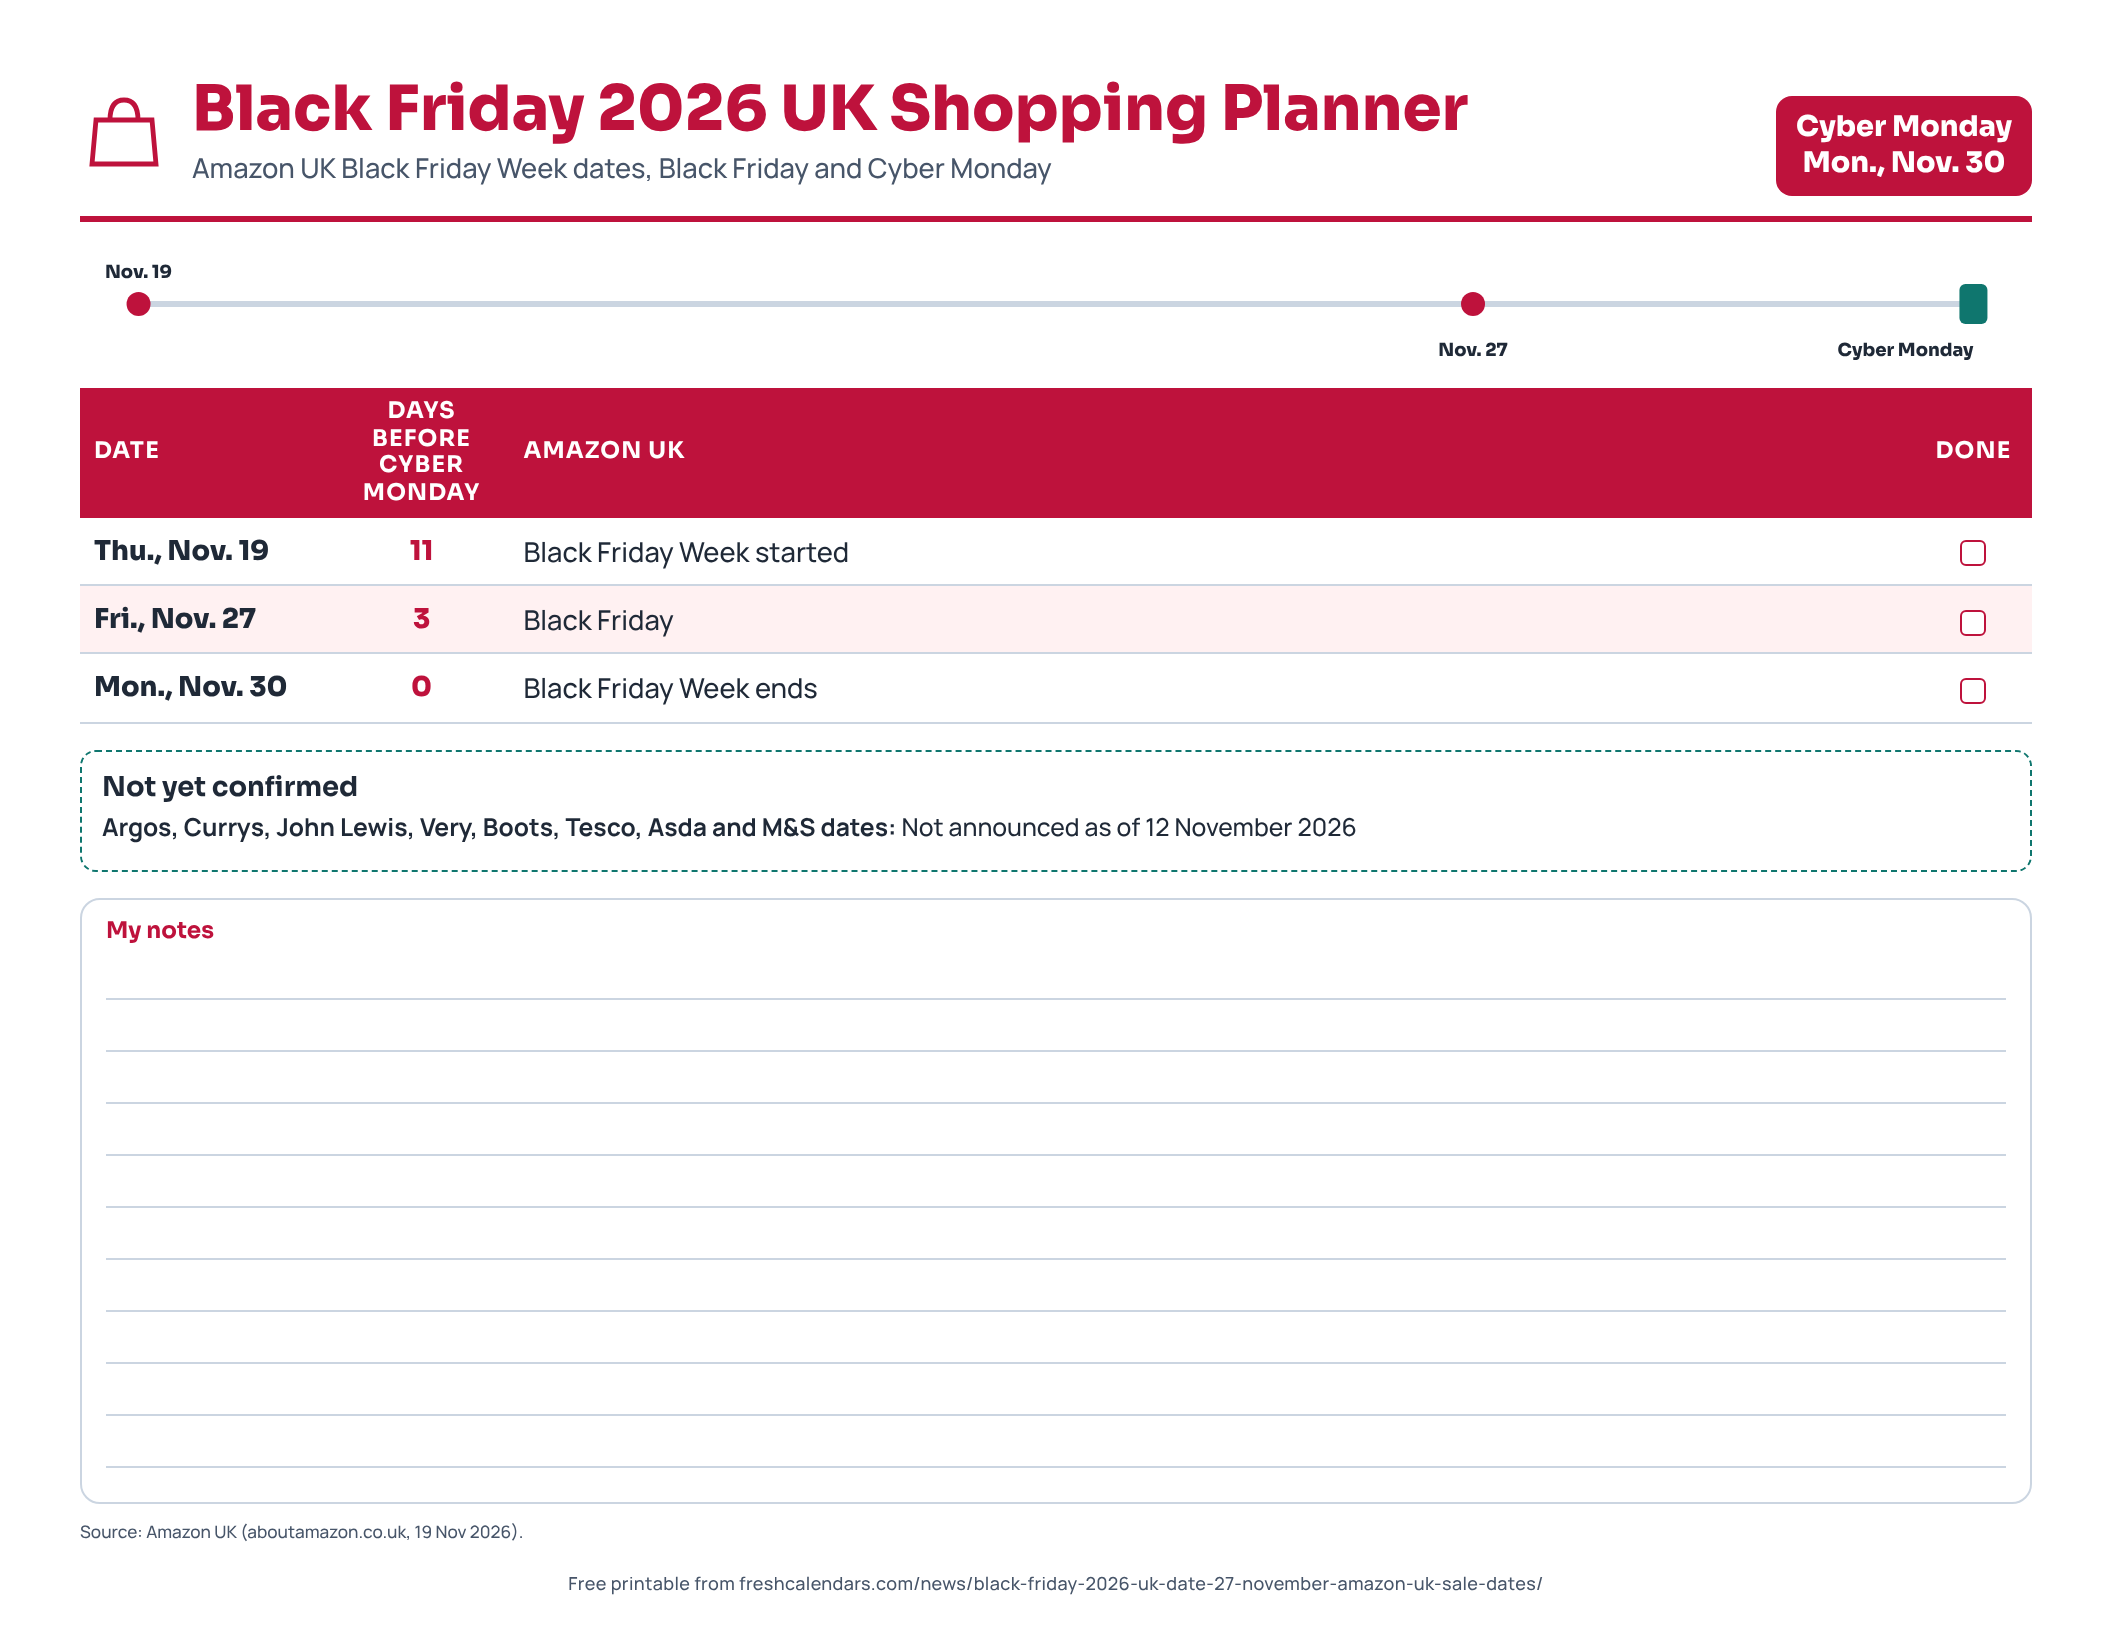 Black Friday 2026 UK Shopping Planner
Amazon UK Black Friday Week dates, Black Friday and Cyber Monday
Cyber Monday
Mon., Nov. 30
Nov. 19
Nov. 27
Cyber Monday
DATE
DAYS
BEFORE
CYBER
MONDAY
AMAZON UK
DONE
Thu., Nov. 19 11 Black Friday Week started
Fri., Nov. 27 3 Black Friday
Mon., Nov. 30 0 Black Friday Week ends
Not yet confirmed
Argos, Currys, John Lewis, Very, Boots, Tesco, Asda and M&S dates: Not announced as of 12 November 2026
My notes
Source: Amazon UK (aboutamazon.co.uk, 19 Nov 2026).
Free printable from freshcalendars.com/news/black-friday-2026-uk-date-27-november-amazon-uk-sale-dates/